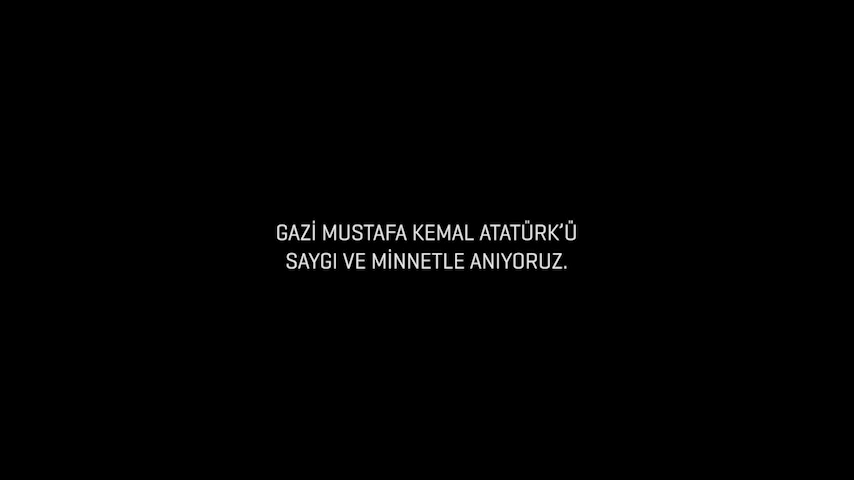 GAZİ MUSTAFA KEMAL ATATÜRK'Ü
SAYGI VE MİNNETLE ANIYORUZ.